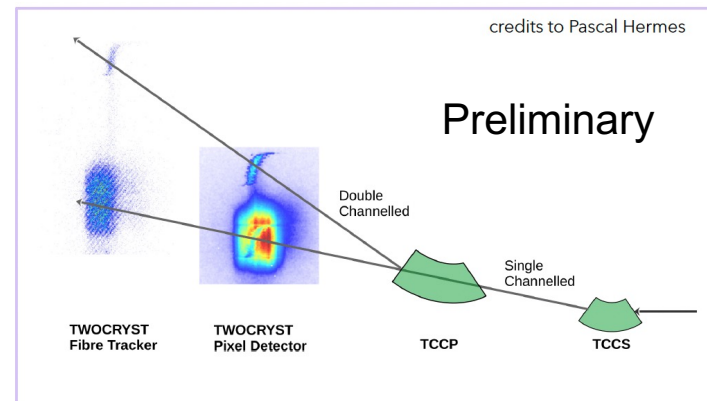 credits to Pascal Hermes
Preliminary
Double
Channelled
Single
Channelled
TWOCRYST
Fibre Tracker
TWOCRYST
Pixel Detector
TCCP
TCCS